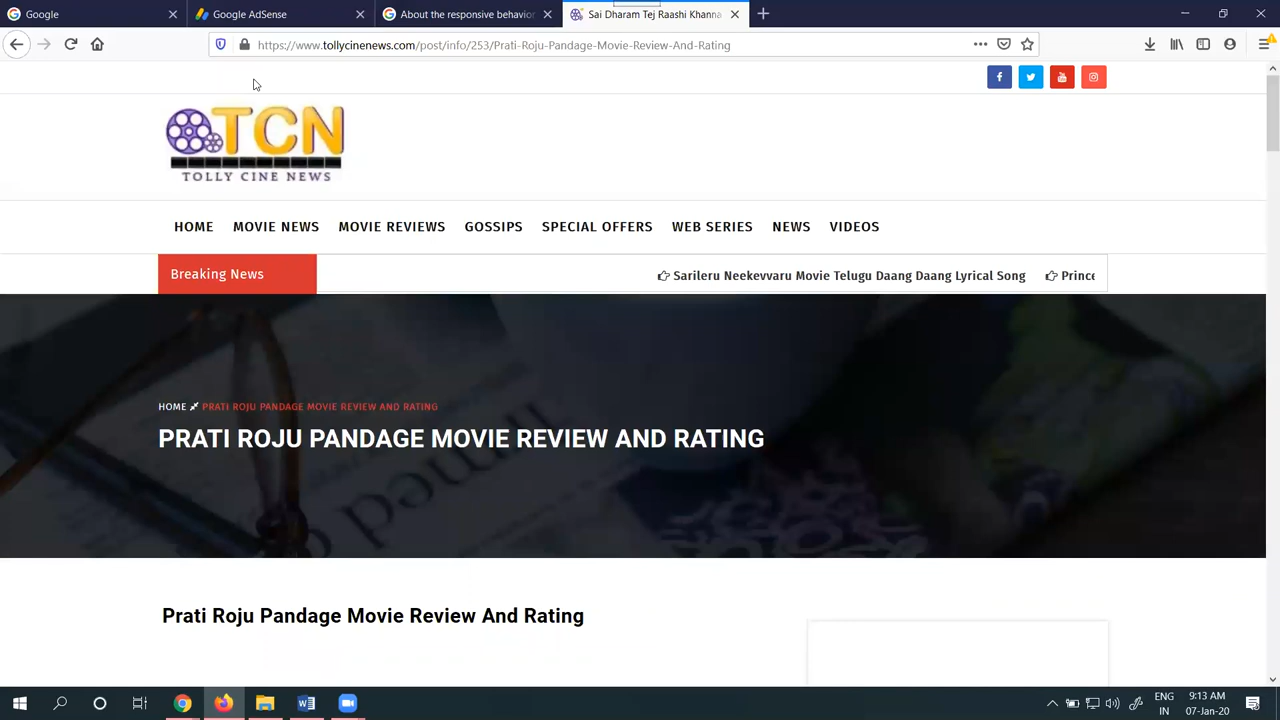 Google
Google AdSense
About the responsive behavior
Sai Dharam Tej Raashi Khanna
https://www.tollycinenews.com/post/info/253/Prati-Roju-Pandage-Movie-Review-And-Rating
TCN
TOLLY CINE NEWS
HOME MOVIE NEWS MOVIE REVIEWS GOSSIPS SPECIAL OFFERS WEB SERIES NEWS VIDEOS
Breaking News
Sarileru Neekevvaru Movie Telugu Daang Daang Lyrical Song
Prince
HOME PRATI ROJU PANDAGE MOVIE REVIEW AND RATING
PRATI ROJU PANDAGE MOVIE REVIEW AND RATING
Prati Roju Pandage Movie Review And Rating
ENG
IN
9:13 AM
07-Jan-20